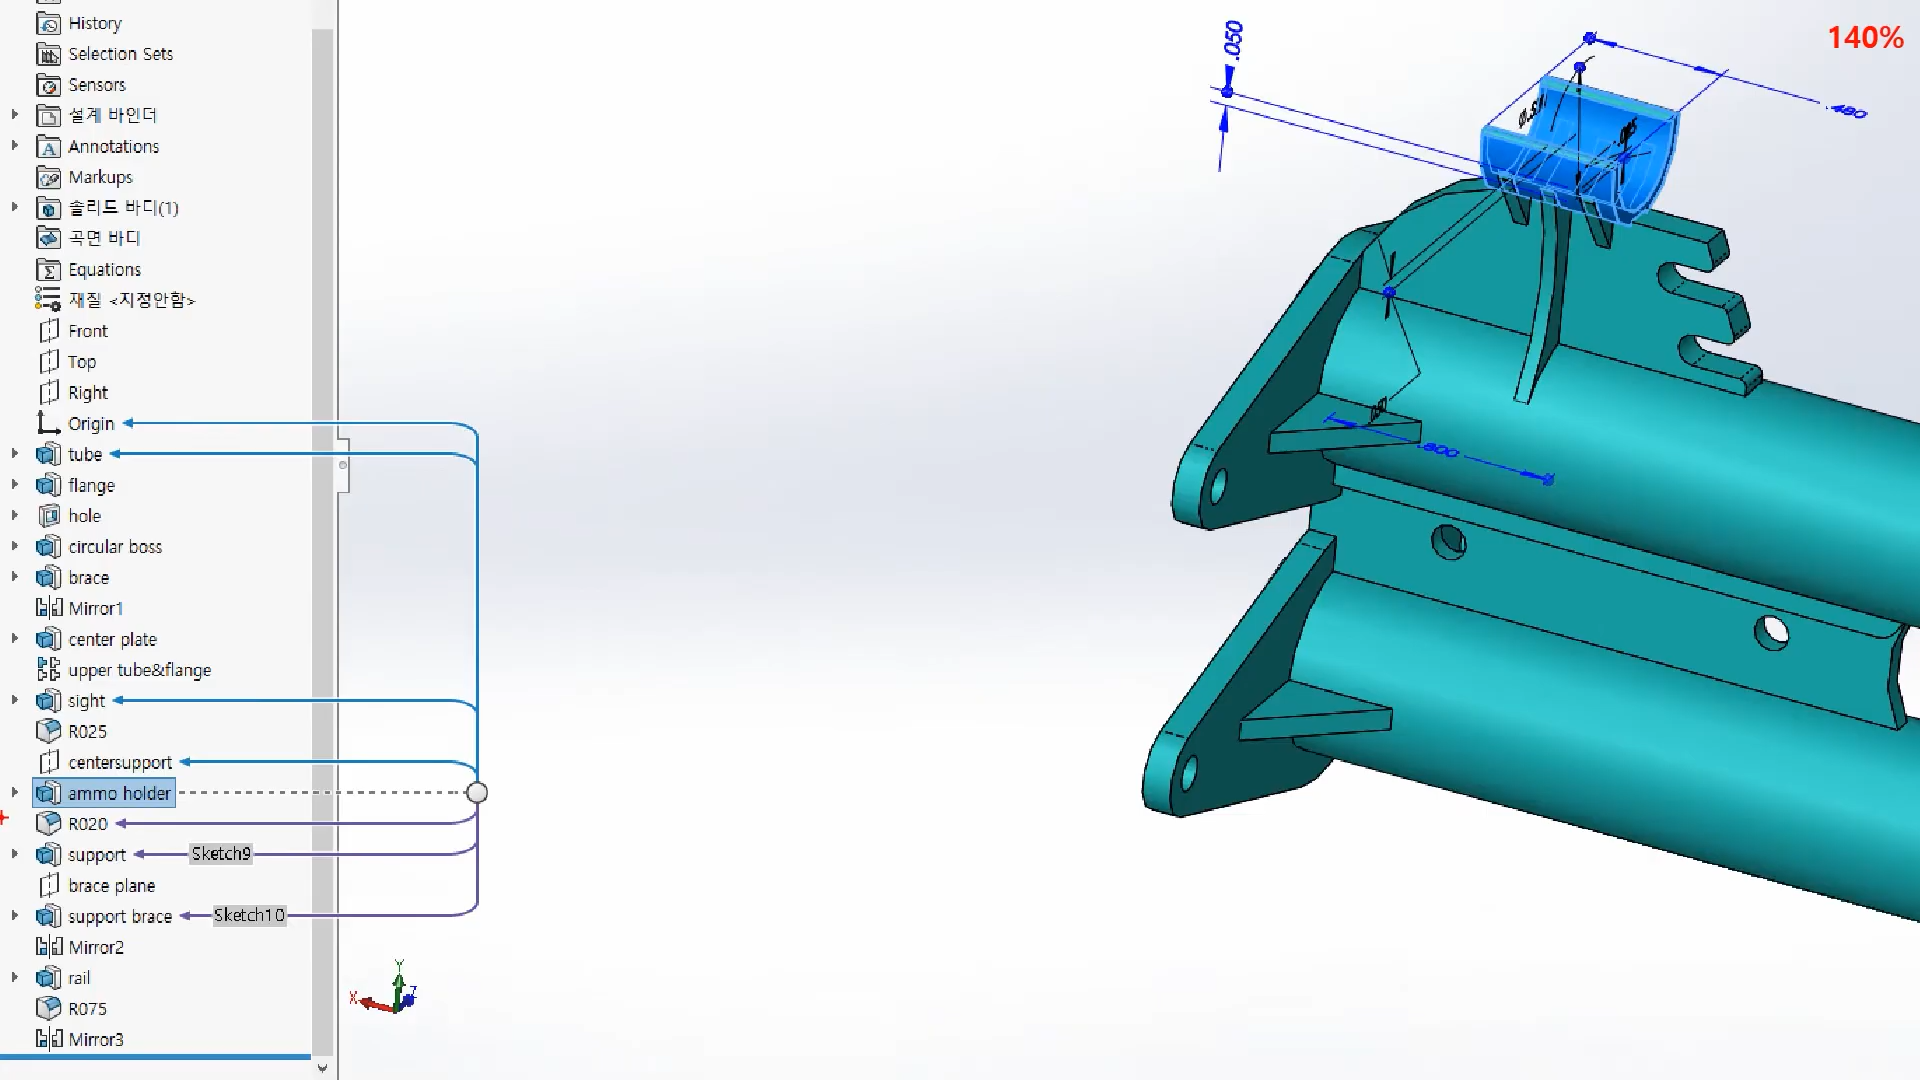 History
Selection Sets
Sensors
설계 바인더
Annotations
Markups
솔리드 바디(1)
곡면 바디
Equations
재질 <지정안함>
Front
Top
Right
Origin
tube
flange
hole
circular boss
brace
Mirror1
center plate
upper tube&flange
sight
R025
centersupport
ammo holder
R020
support
Sketch9
brace plane
support brace
Sketch10
Mirror2
rail
R075
Mirror3
140%
.050
.480
.800
Y
X
Z